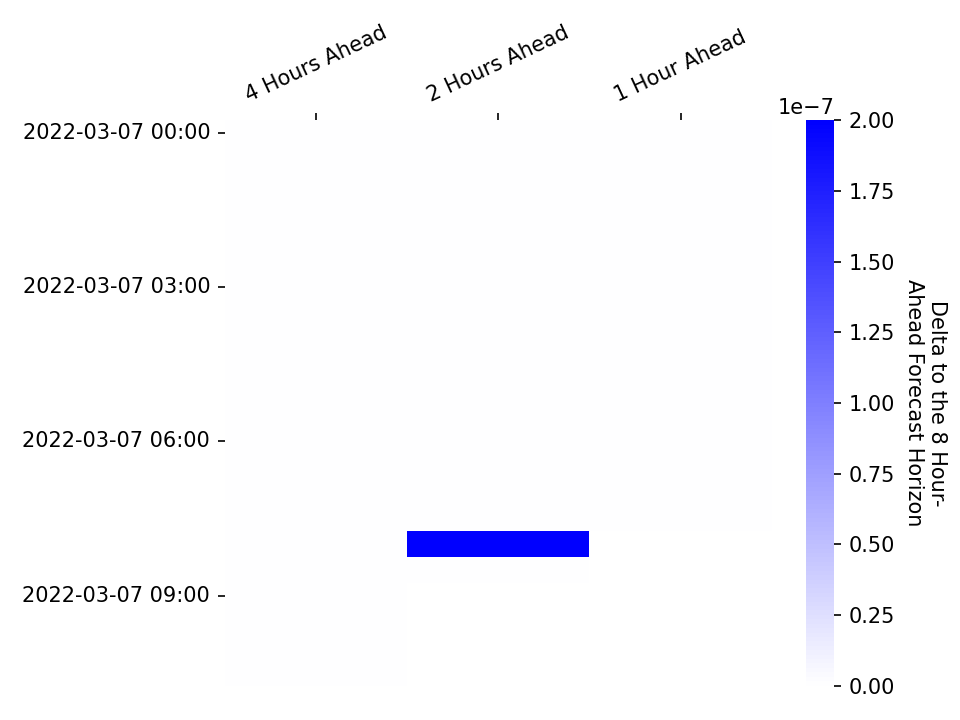 4 Hours Ahead
2 Hours Ahead
1 Hour Ahead
1e−7
2022-03-07 00:00
2022-03-07 03:00
2022-03-07 06:00
2022-03-07 09:00
2.00
1.75
1.50
1.25
1.00
0.75
0.50
0.25
0.00
Delta to the 8 Hour-
Ahead Forecast Horizon